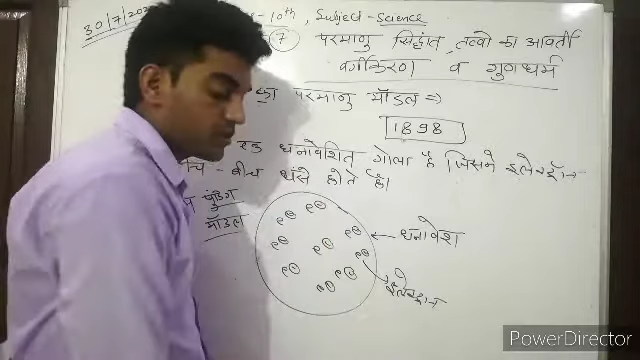 30/7/20
10th, Subject-Science
7 परमाणु सिद्धांत, तत्वो का आवर्ती
वर्गीकरण व गुणधर्म
का परमाणु मॉडल ⇒
1898
एक धनावेशित गोला है जिसमे इलेक्ट्रॉन
बीच - बीच धंसे होते है।
पुडिंग
मॉडल
e⊖ e⊖ e⊖ e⊖ e⊖ e⊖ e⊖ e⊖ e⊖
← धनावेश
इलेक्ट्रान
PowerDirector